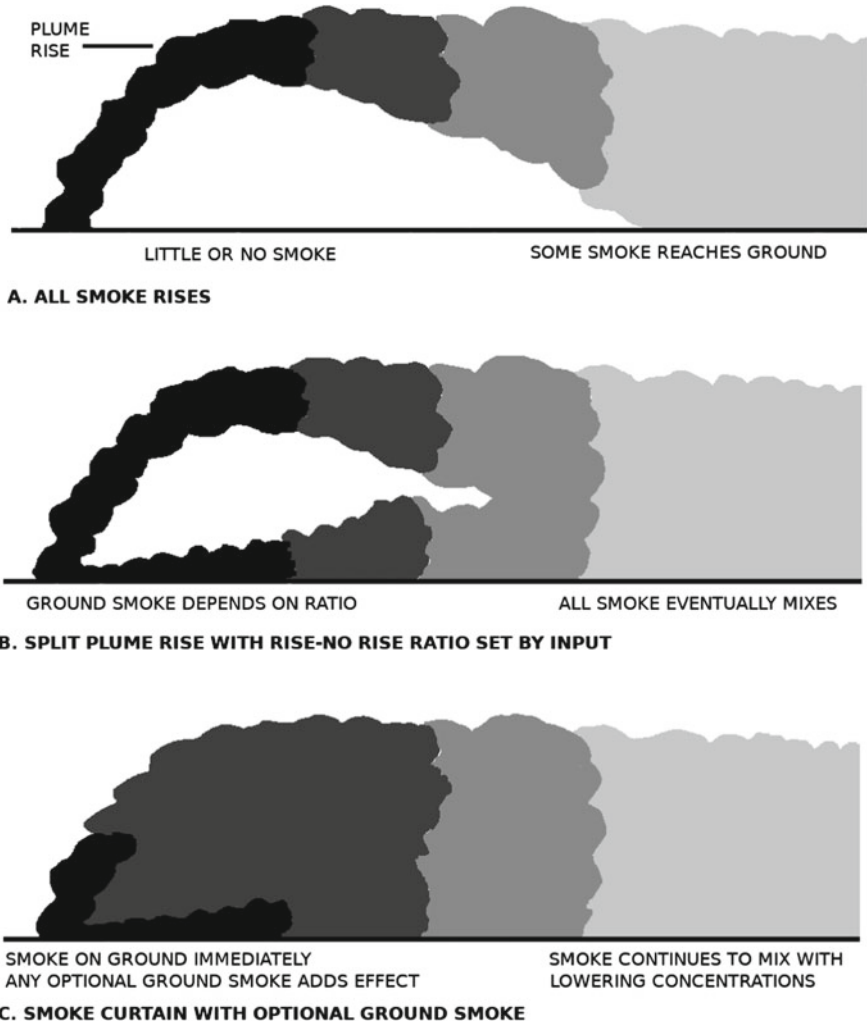 PLUME
RISE
LITTLE OR NO SMOKE
SOME SMOKE REACHES GROUND
A. ALL SMOKE RISES
GROUND SMOKE DEPENDS ON RATIO
ALL SMOKE EVENTUALLY MIXES
B. SPLIT PLUME RISE WITH RISE-NO RISE RATIO SET BY INPUT
SMOKE ON GROUND IMMEDIATELY
ANY OPTIONAL GROUND SMOKE ADDS EFFECT
SMOKE CONTINUES TO MIX WITH
LOWERING CONCENTRATIONS
C. SMOKE CURTAIN WITH OPTIONAL GROUND SMOKE